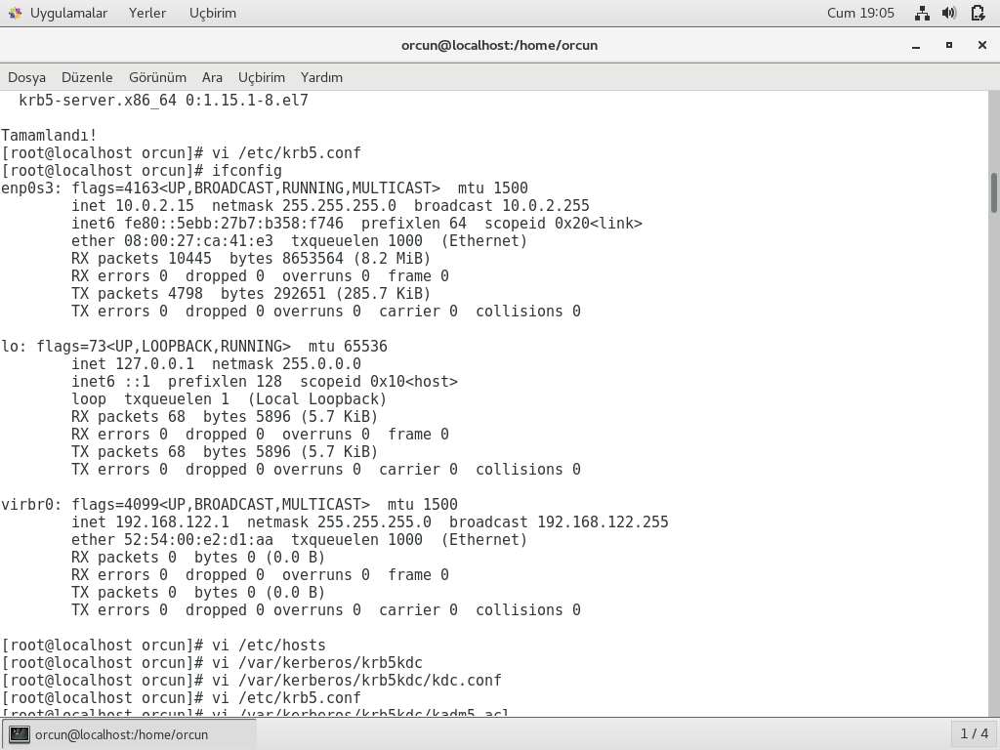 Uygulamalar Yerler Uçbirim Cum 19:05
orcun@localhost:/home/orcun
Dosya Düzenle Görünüm Ara Uçbirim Yardım
krb5-server.x86_64 0:1.15.1-8.el7
Tamamlandı!
[root@localhost orcun]# vi /etc/krb5.conf
[root@localhost orcun]# ifconfig
enp0s3: flags=4163<UP,BROADCAST,RUNNING,MULTICAST>  mtu 1500
        inet 10.0.2.15  netmask 255.255.255.0  broadcast 10.0.2.255
        inet6 fe80::5ebb:27b7:b358:f746  prefixlen 64  scopeid 0x20<link>
        ether 08:00:27:ca:41:e3  txqueuelen 1000  (Ethernet)
        RX packets 10445  bytes 8653564 (8.2 MiB)
        RX errors 0  dropped 0  overruns 0  frame 0
        TX packets 4798  bytes 292651 (285.7 KiB)
        TX errors 0  dropped 0 overruns 0  carrier 0  collisions 0
lo: flags=73<UP,LOOPBACK,RUNNING>  mtu 65536
        inet 127.0.0.1  netmask 255.0.0.0
        inet6 ::1  prefixlen 128  scopeid 0x10<host>
        loop  txqueuelen 1  (Local Loopback)
        RX packets 68  bytes 5896 (5.7 KiB)
        RX errors 0  dropped 0  overruns 0  frame 0
        TX packets 68  bytes 5896 (5.7 KiB)
        TX errors 0  dropped 0 overruns 0  carrier 0  collisions 0
virbr0: flags=4099<UP,BROADCAST,MULTICAST>  mtu 1500
        inet 192.168.122.1  netmask 255.255.255.0  broadcast 192.168.122.255
        ether 52:54:00:e2:d1:aa  txqueuelen 1000  (Ethernet)
        RX packets 0  bytes 0 (0.0 B)
        RX errors 0  dropped 0  overruns 0  frame 0
        TX packets 0  bytes 0 (0.0 B)
        TX errors 0  dropped 0 overruns 0  carrier 0  collisions 0
[root@localhost orcun]# vi /etc/hosts
[root@localhost orcun]# vi /var/kerberos/krb5kdc
[root@localhost orcun]# vi /var/kerberos/krb5kdc/kdc.conf
[root@localhost orcun]# vi /etc/krb5.conf
[root@localhost orcun]# vi /var/kerberos/krb5kdc/kadm5.acl
orcun@localhost:/home/orcun 1 / 4